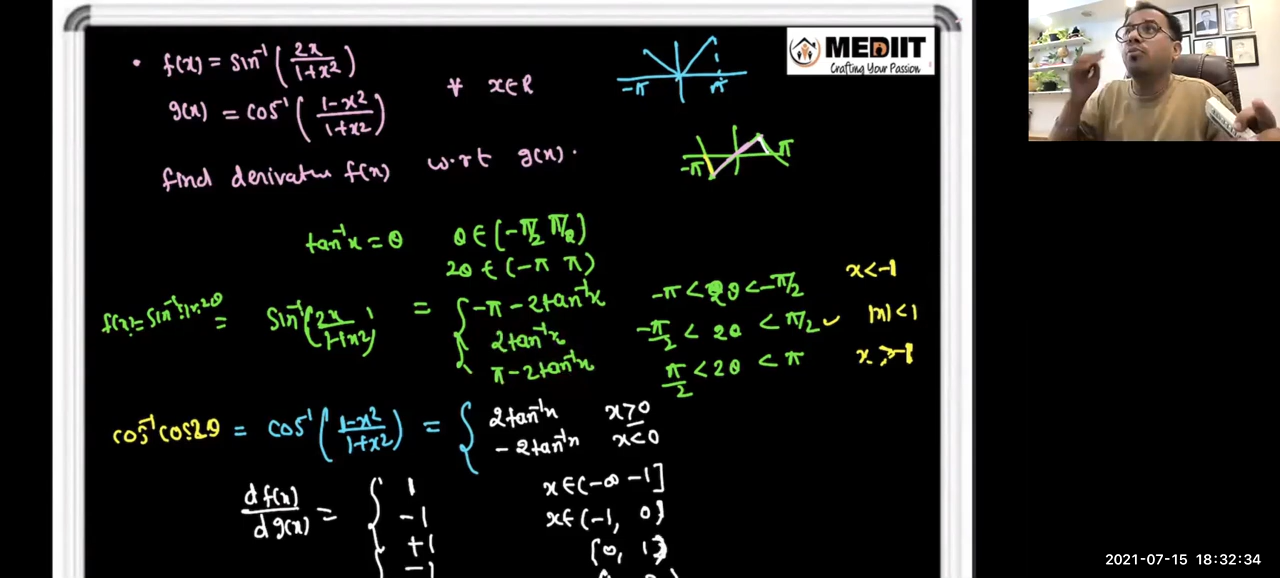 • f(x) = sin⁻¹(2x/1+x2) ∀ x∈R
g(x) = cos⁻¹(1-x2/1+x2)
find derivative f(x) w.r.t g(x).
-π π
-π π
MEDIIT
Crafting Your Passion
tan⁻¹x = θ θ ∈ (-π/2 π/2)
2θ ∈ (-π π)
f(x) = sin⁻¹sin2θ = sin⁻¹(2x/1+x2) = { -π - 2tan⁻¹x -π < 2θ < -π/2 x<-1
2tan⁻¹x -π/2 < 2θ < π/2 ✓ |x|<1
π - 2tan⁻¹x π/2 < 2θ < π
cos⁻¹cos2θ = cos⁻¹(1-x2/1+x2) = { 2tan⁻¹x x≥0
-2tan⁻¹x x<0
df(x)/dg(x) = { 1 x∈(-∞ -1]
-1 x∈(-1, 0)
+1 (0, 1)
-1
2021-07-15 18:32:34